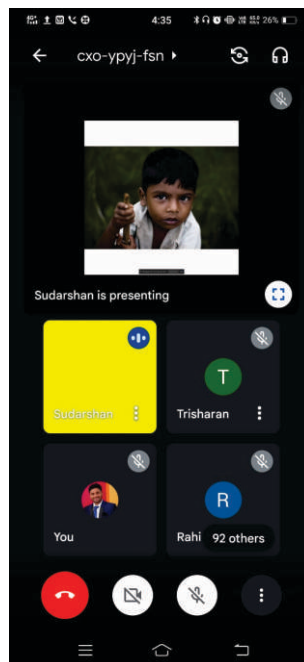 4:35
26%
cxo-ypyj-fsn
Sudarshan is presenting
Sudarshan
T
Trisharan
You
R
Rahi
92 others